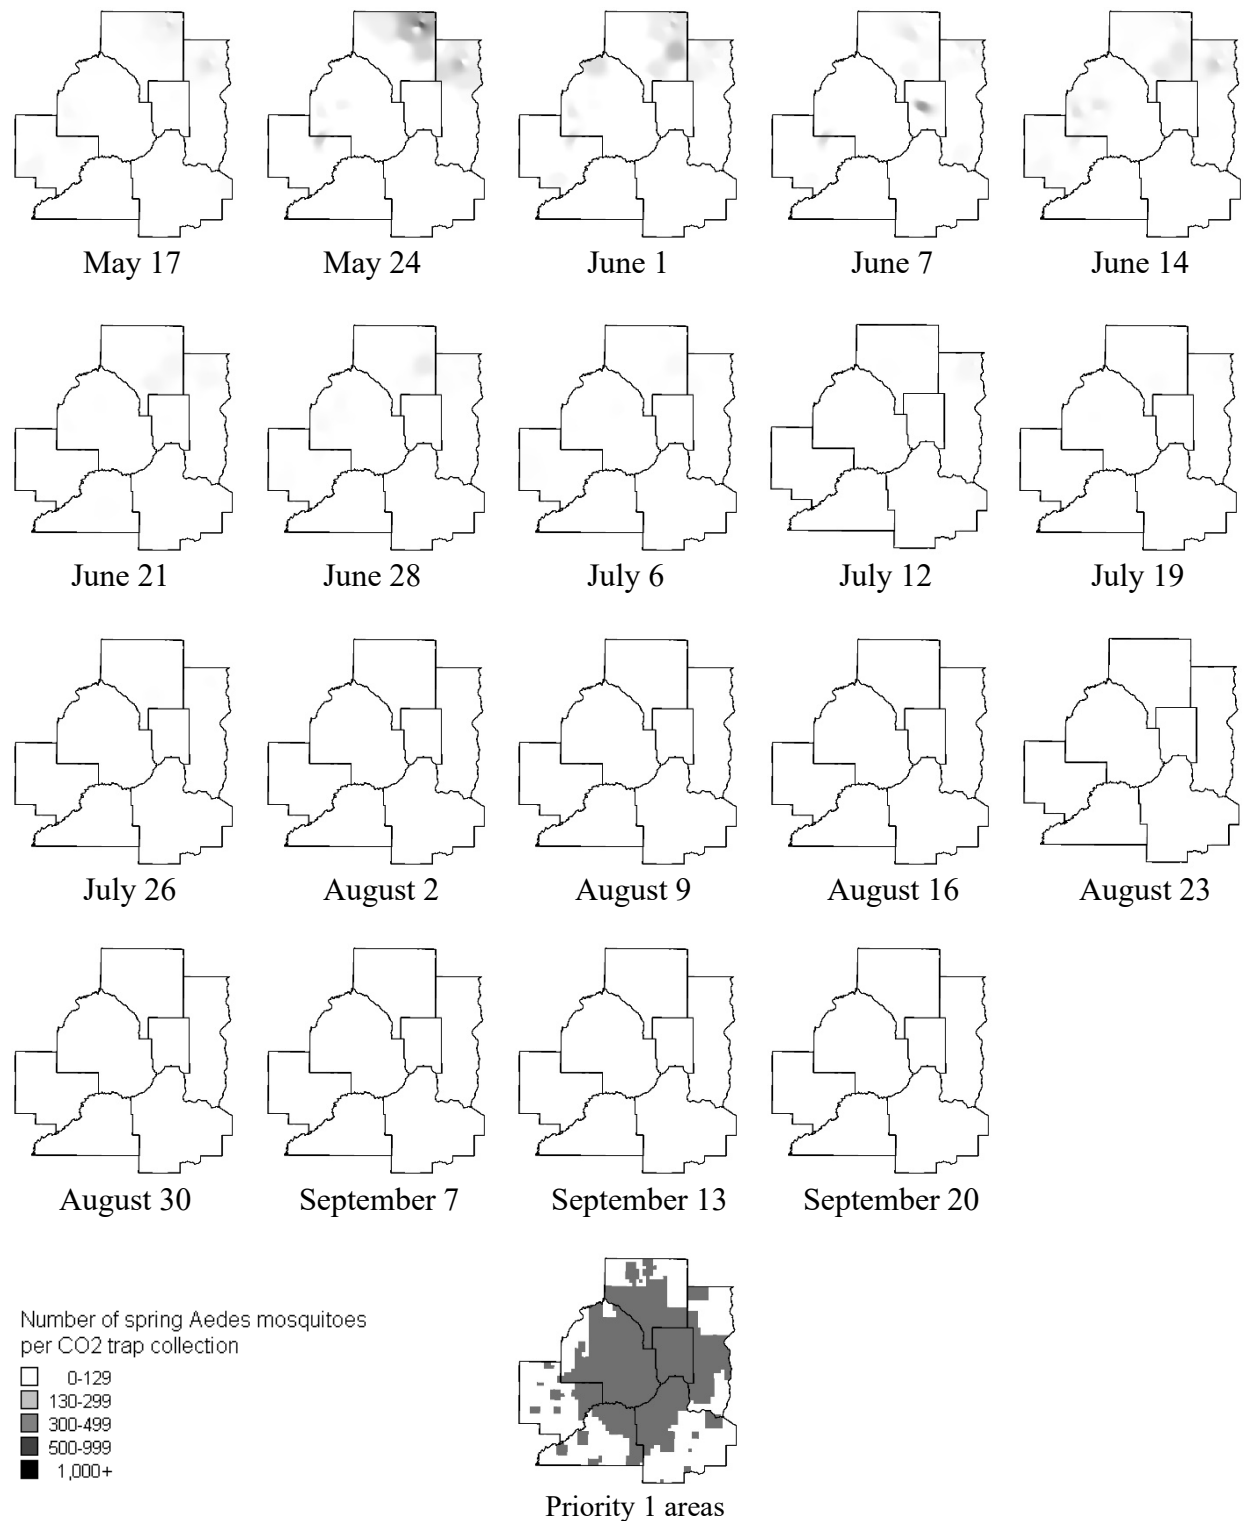 May 17
May 24
June 1
June 7
June 14
June 21
June 28
July 6
July 12
July 19
July 26
August 2
August 9
August 16
August 23
August 30
September 7
September 13
September 20
Number of spring Aedes mosquitoes
per CO2 trap collection
0-129
130-299
300-499
500-999
1,000+
Priority 1 areas